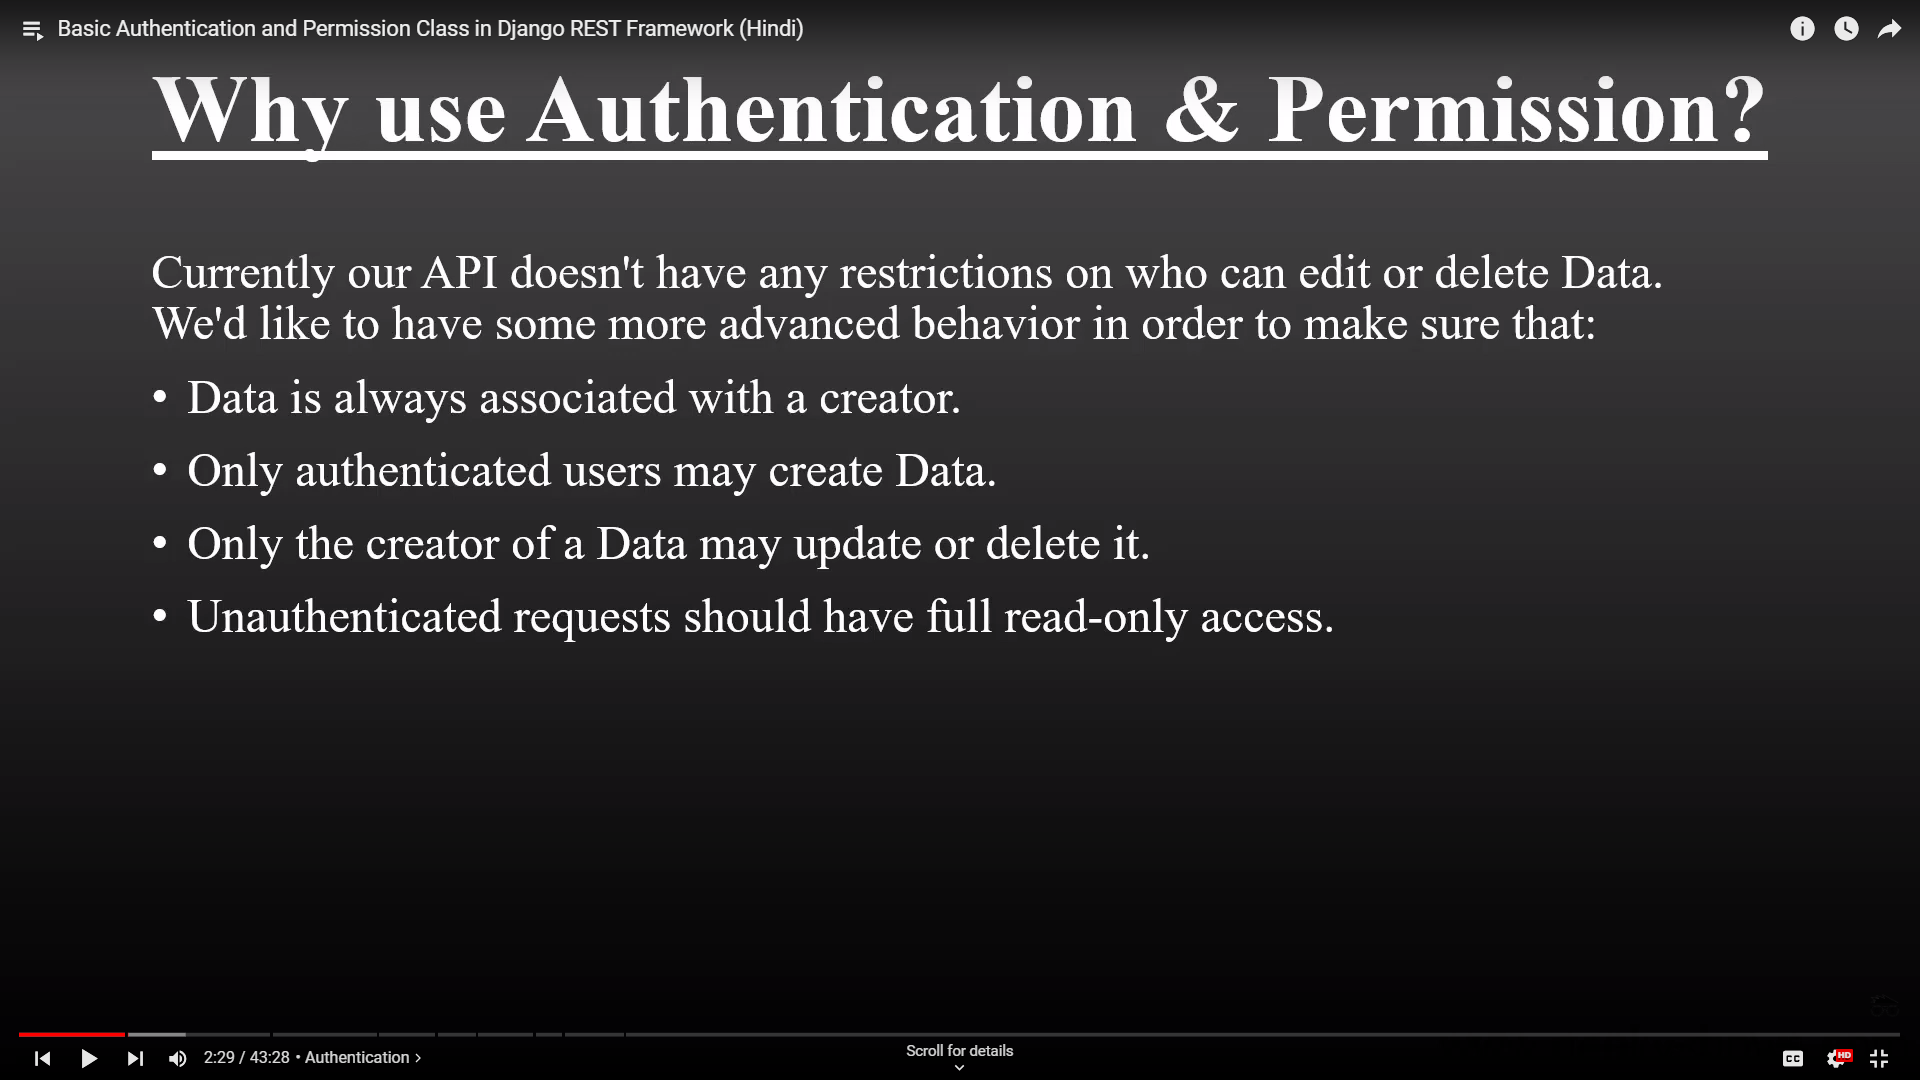 Basic Authentication and Permission Class in Django REST Framework (Hindi)
Why use Authentication & Permission?
Currently our API doesn't have any restrictions on who can edit or delete Data.
We'd like to have some more advanced behavior in order to make sure that:
• Data is always associated with a creator.
• Only authenticated users may create Data.
• Only the creator of a Data may update or delete it.
• Unauthenticated requests should have full read-only access.
2:29 / 43:28 • Authentication >
Scroll for details
CC
HD